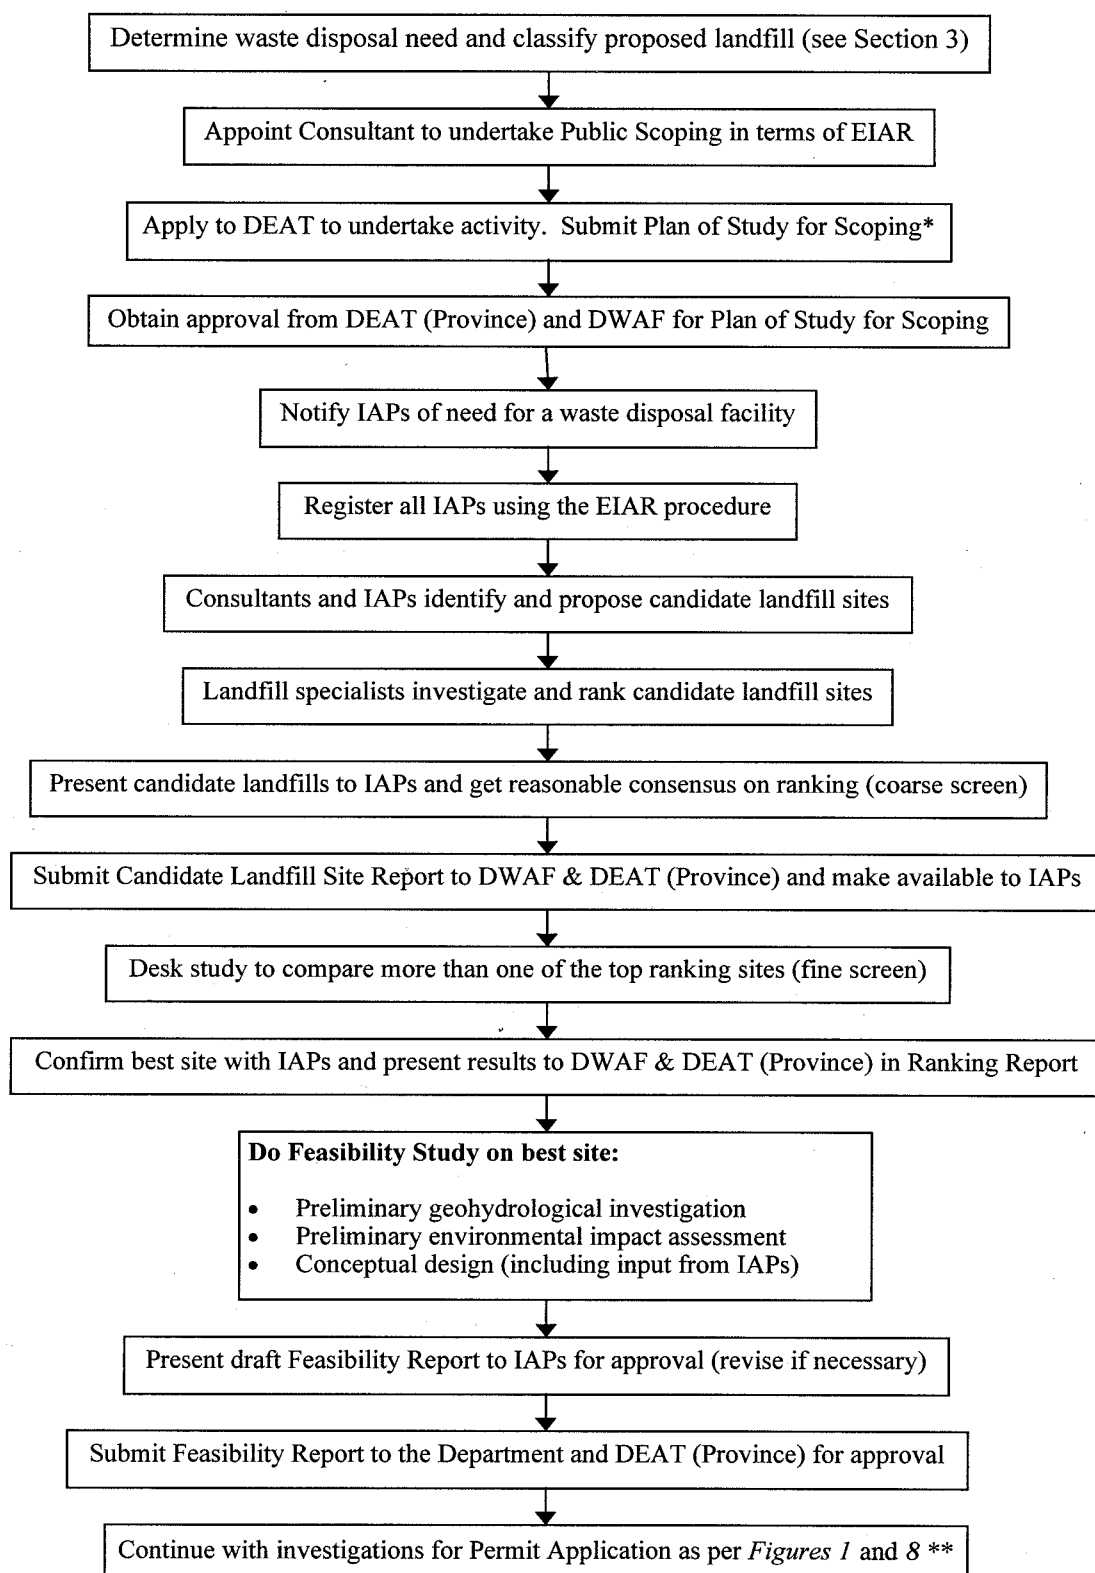 Determine waste disposal need and classify proposed landfill (see Section 3)
Appoint Consultant to undertake Public Scoping in terms of EIAR
Apply to DEAT to undertake activity. Submit Plan of Study for Scoping*
Obtain approval from DEAT (Province) and DWAF for Plan of Study for Scoping
Notify IAPs of need for a waste disposal facility
Register all IAPs using the EIAR procedure
Consultants and IAPs identify and propose candidate landfill sites
Landfill specialists investigate and rank candidate landfill sites
Present candidate landfills to IAPs and get reasonable consensus on ranking (coarse screen)
Submit Candidate Landfill Site Report to DWAF & DEAT (Province) and make available to IAPs
Desk study to compare more than one of the top ranking sites (fine screen)
Confirm best site with IAPs and present results to DWAF & DEAT (Province) in Ranking Report
Do Feasibility Study on best site:
• Preliminary geohydrological investigation
• Preliminary environmental impact assessment
• Conceptual design (including input from IAPs)
Present draft Feasibility Report to IAPs for approval (revise if necessary)
Submit Feasibility Report to the Department and DEAT (Province) for approval
Continue with investigations for Permit Application as per Figures 1 and 8 **